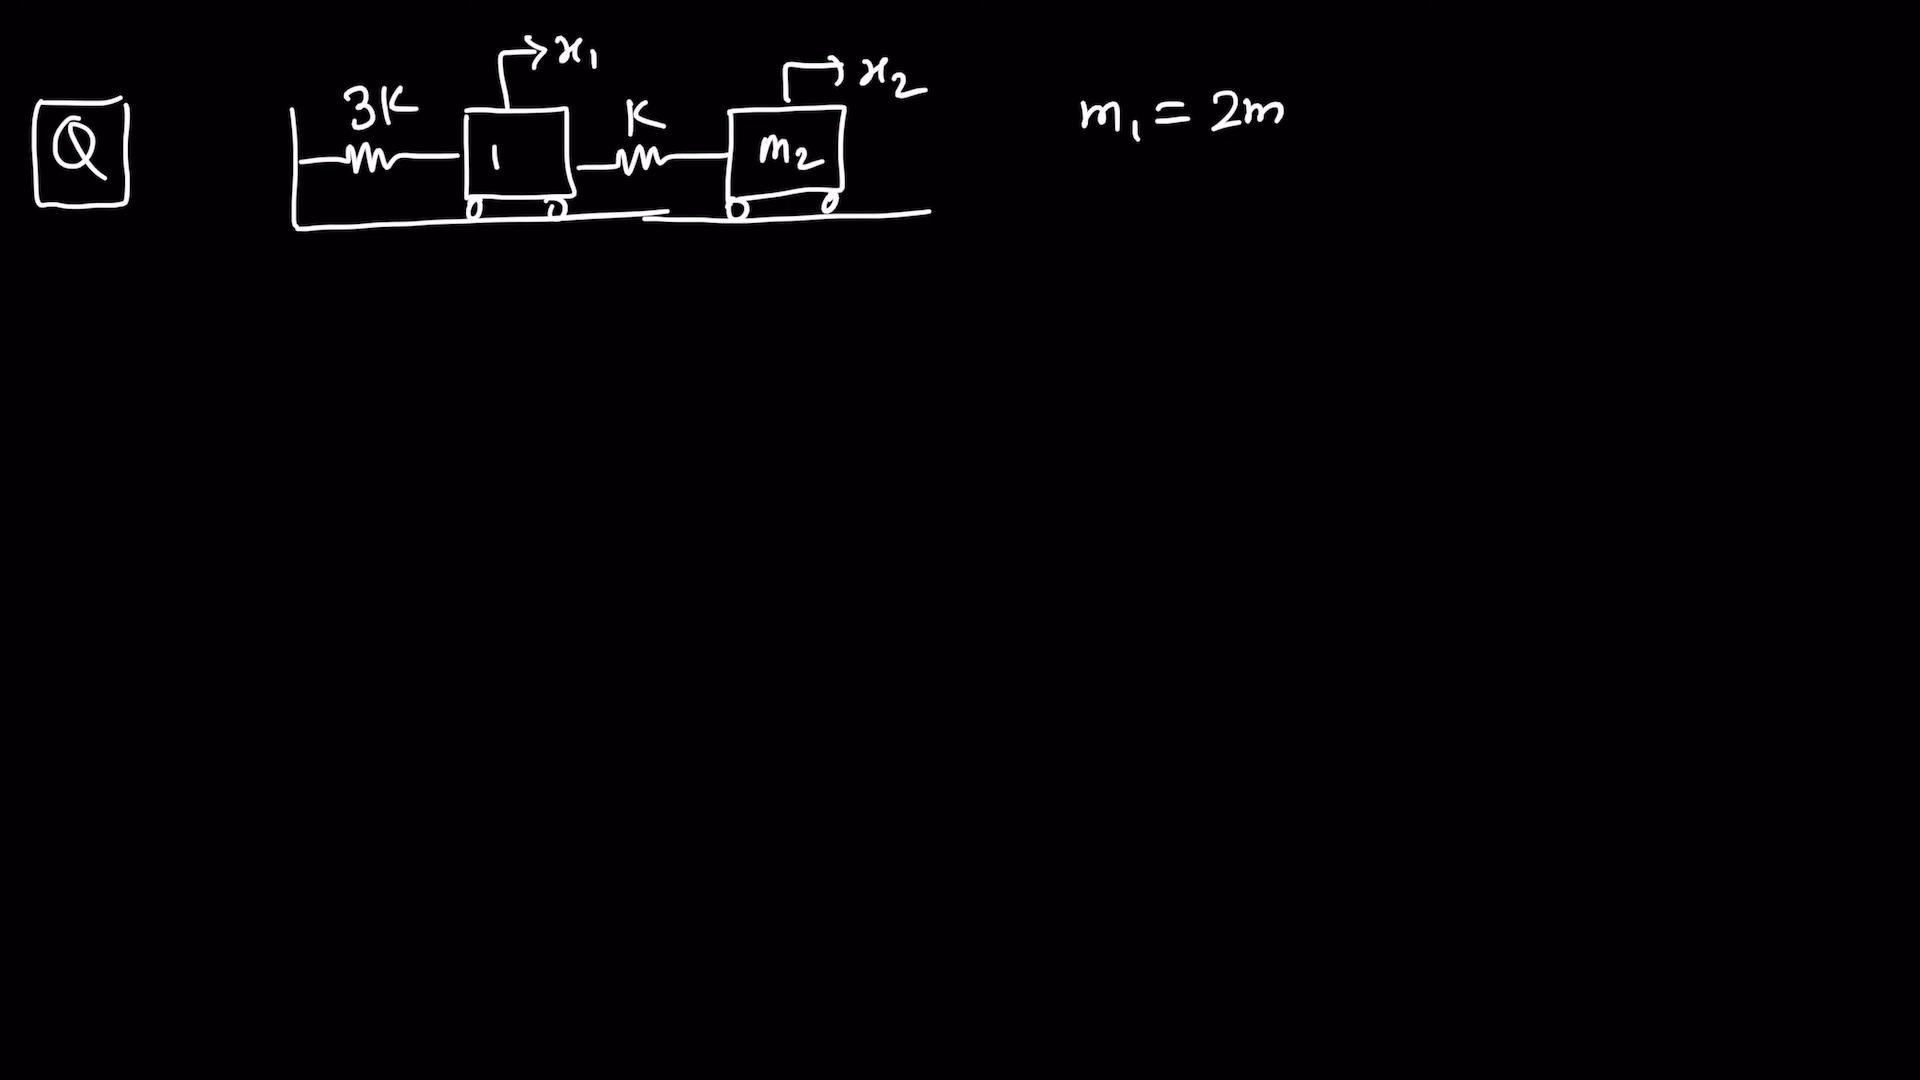 Q
3K
x₁
1
K
m₂
x₂
m₁ = 2m